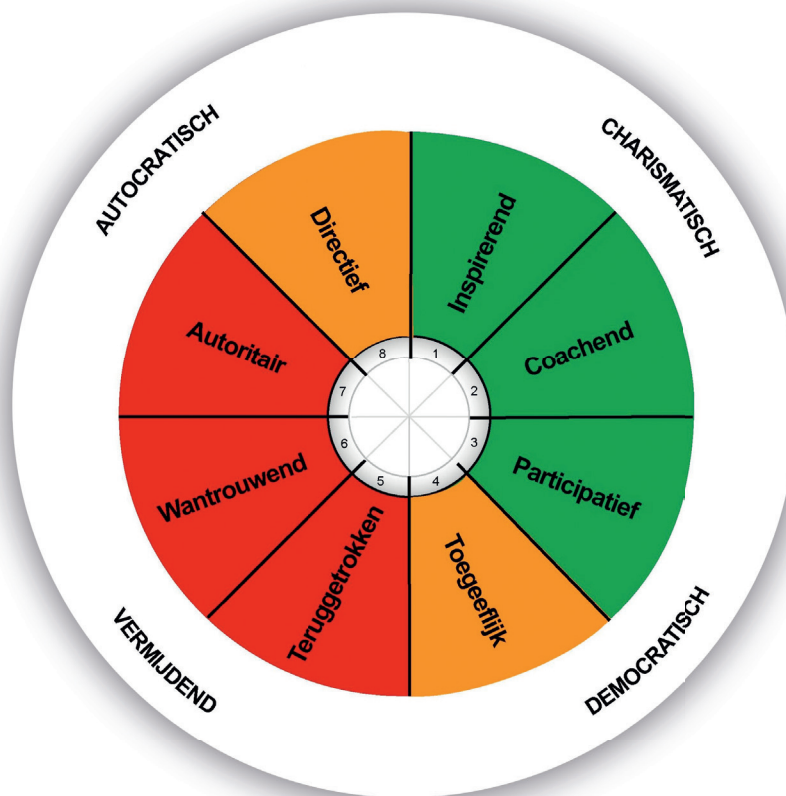 AUTOCRATISCH
CHARISMATISCH
Directief
Inspirerend
Autoritair
Coachend
8
1
7
2
6
3
5
4
Wantrouwend
Participatief
Teruggetrokken
Toegeeflijk
VERMIJDEND
DEMOCRATISCH